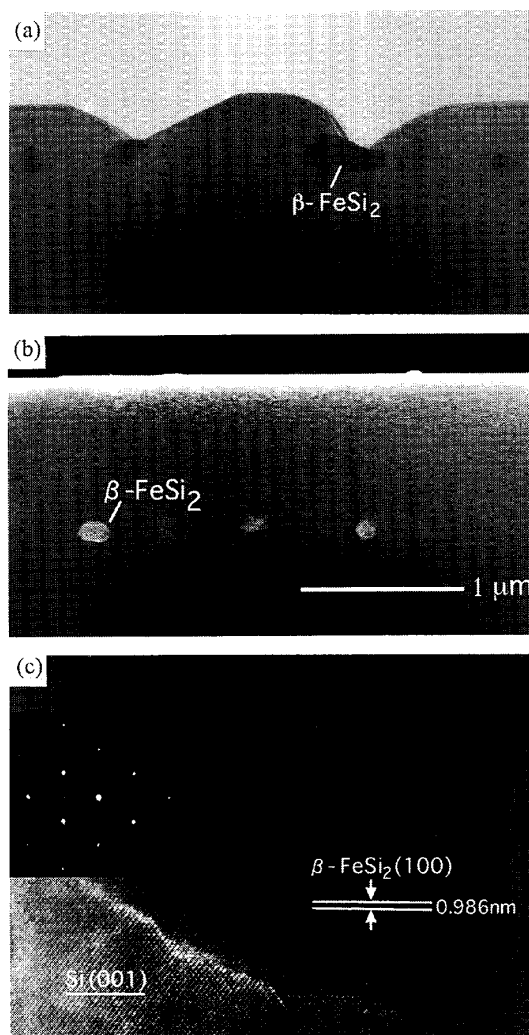 (a)
β-FeSi₂
(b)
β-FeSi₂
1 μm
(c)
β-FeSi₂(100)
0.986nm
Si(001)